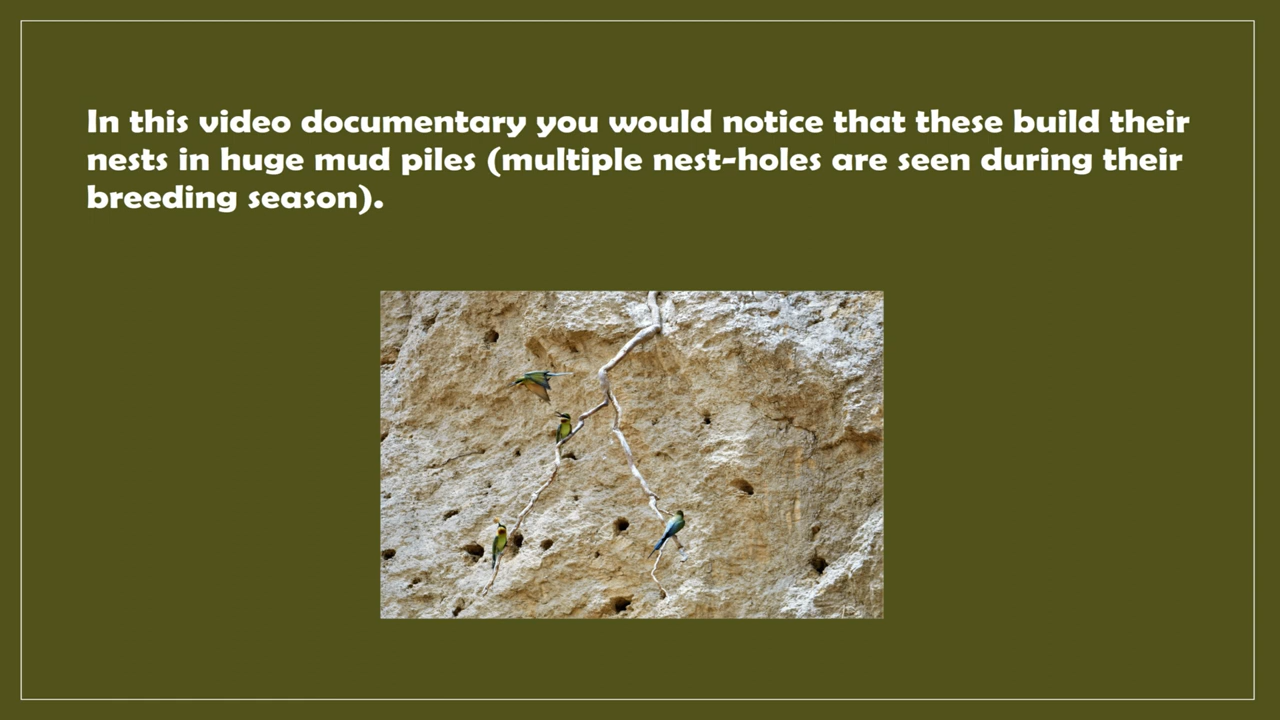 In this video documentary you would notice that these build their
nests in huge mud piles (multiple nest-holes are seen during their
breeding season).